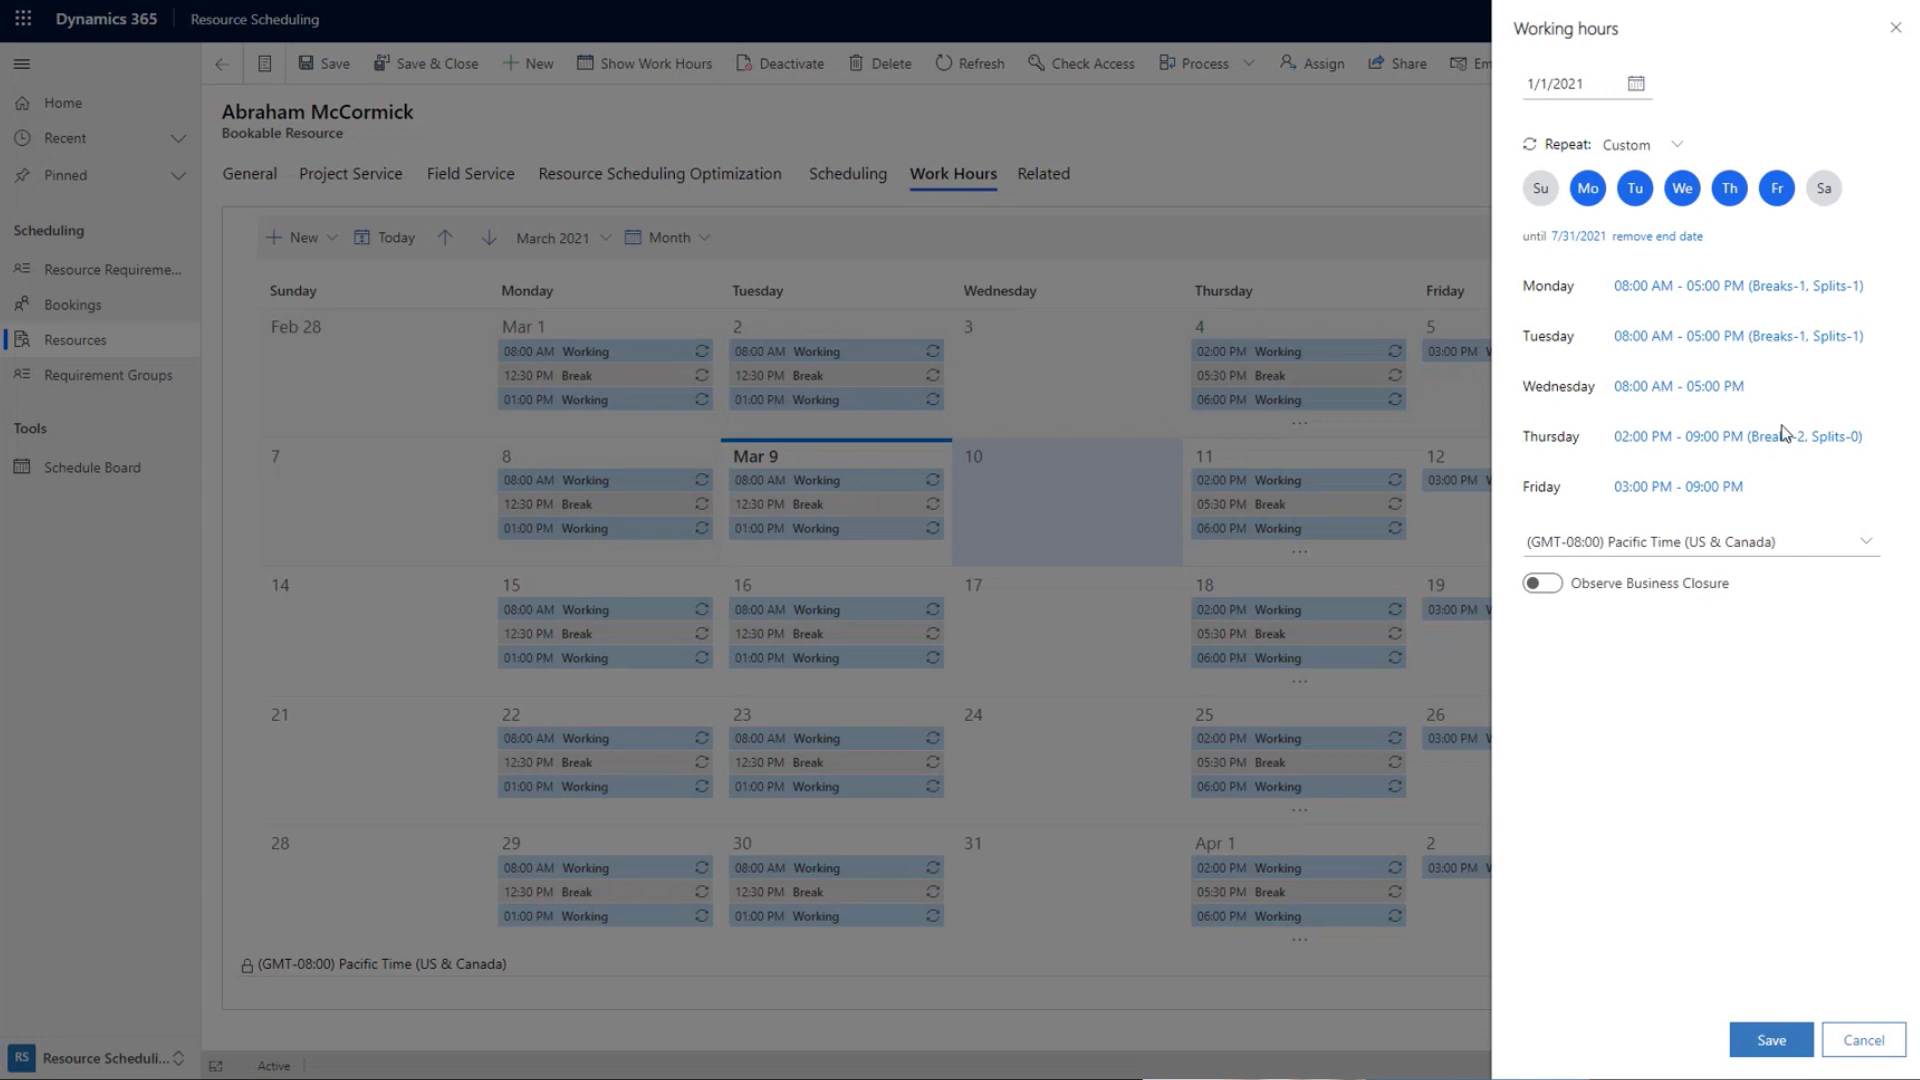 Dynamics 365
Resource Scheduling
Save
Save & Close
New
Show Work Hours
Deactivate
Delete
Refresh
Check Access
Process
Assign
Share
Em
Home
Recent
Pinned
Scheduling
Resource Requireme...
Bookings
Resources
Requirement Groups
Tools
Schedule Board
RS
Resource Scheduli...
Abraham McCormick
Bookable Resource
General
Project Service
Field Service
Resource Scheduling Optimization
Scheduling
Work Hours
Related
New
Today
March 2021
Month
Sunday
Monday
Tuesday
Wednesday
Thursday
Friday
Feb 28
Mar 1
2
3
4
5
08:00 AM Working
08:00 AM Working
02:00 PM Working
03:00 PM W
12:30 PM Break
12:30 PM Break
05:30 PM Break
01:00 PM Working
01:00 PM Working
06:00 PM Working
...
7
8
Mar 9
10
11
12
08:00 AM Working
08:00 AM Working
02:00 PM Working
03:00 PM W
12:30 PM Break
12:30 PM Break
05:30 PM Break
01:00 PM Working
01:00 PM Working
06:00 PM Working
...
14
15
16
17
18
19
08:00 AM Working
08:00 AM Working
02:00 PM Working
03:00 PM W
12:30 PM Break
12:30 PM Break
05:30 PM Break
01:00 PM Working
01:00 PM Working
06:00 PM Working
...
21
22
23
24
25
26
08:00 AM Working
08:00 AM Working
02:00 PM Working
03:00 PM W
12:30 PM Break
12:30 PM Break
05:30 PM Break
01:00 PM Working
01:00 PM Working
06:00 PM Working
...
28
29
30
31
Apr 1
2
08:00 AM Working
08:00 AM Working
02:00 PM Working
03:00 PM W
12:30 PM Break
12:30 PM Break
05:30 PM Break
01:00 PM Working
01:00 PM Working
06:00 PM Working
...
(GMT-08:00) Pacific Time (US & Canada)
Active
Working hours
1/1/2021
Repeat: Custom
Su Mo Tu We Th Fr Sa
until 7/31/2021 remove end date
Monday 08:00 AM - 05:00 PM (Breaks-1, Splits-1)
Tuesday 08:00 AM - 05:00 PM (Breaks-1, Splits-1)
Wednesday 08:00 AM - 05:00 PM
Thursday 02:00 PM - 09:00 PM (Breaks-2, Splits-0)
Friday 03:00 PM - 09:00 PM
(GMT-08:00) Pacific Time (US & Canada)
Observe Business Closure
Save
Cancel